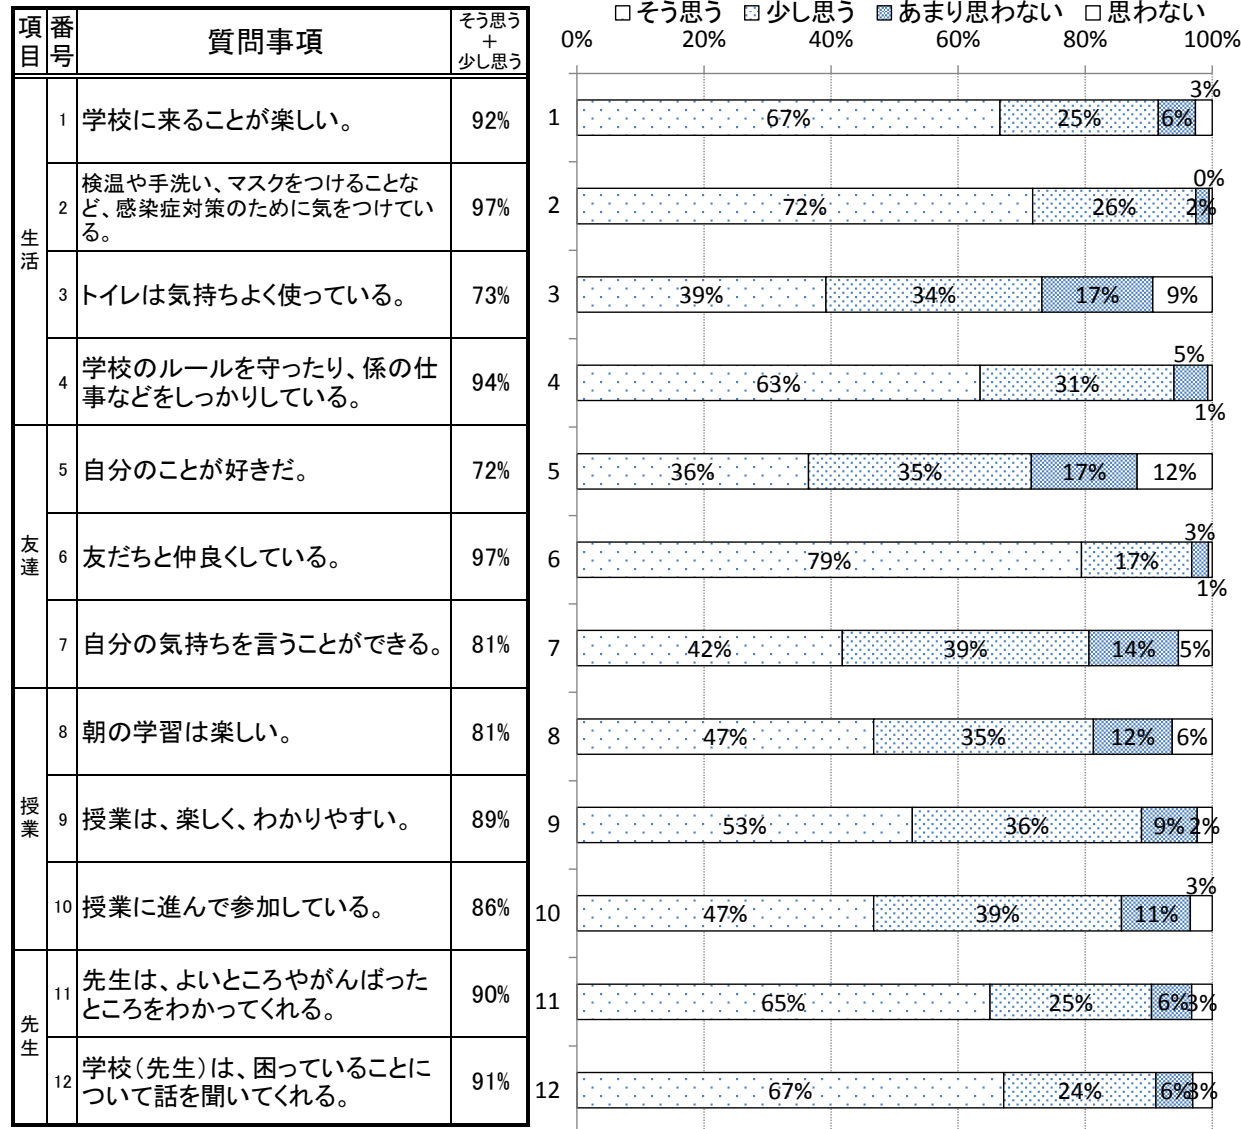 項目
番号
質問事項
そう思う
+
少し思う
生活
1
学校に来ることが楽しい。
92%
2
検温や手洗い、マスクをつけることな
ど、感染症対策のために気をつけてい
る。
97%
3
トイレは気持ちよく使っている。
73%
4
学校のルールを守ったり、係の仕
事などをしっかりしている。
94%
友達
5
自分のことが好きだ。
72%
6
友だちと仲良くしている。
97%
7
自分の気持ちを言うことができる。
81%
授業
8
朝の学習は楽しい。
81%
9
授業は、楽しく、わかりやすい。
89%
10
授業に進んで参加している。
86%
先生
11
先生は、よいところやがんばった
ところをわかってくれる。
90%
12
学校(先生)は、困っていることに
ついて話を聞いてくれる。
91%
そう思う 少し思う あまり思わない 思わない
0% 20% 40% 60% 80% 100%
1 67% 25% 6% 3%
2 72% 26% 2% 0%
3 39% 34% 17% 9%
4 63% 31% 5% 1%
5 36% 35% 17% 12%
6 79% 17% 3% 1%
7 42% 39% 14% 5%
8 47% 35% 12% 6%
9 53% 36% 9% 2%
10 47% 39% 11% 3%
11 65% 25% 6% 3%
12 67% 24% 6% 3%